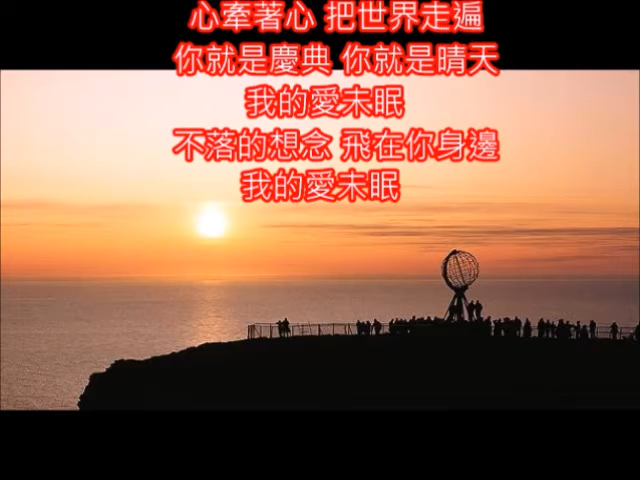 心牽著心 把世界走遍
你就是慶典 你就是晴天
我的愛未眠
不落的想念 飛在你身邊
我的愛未眠